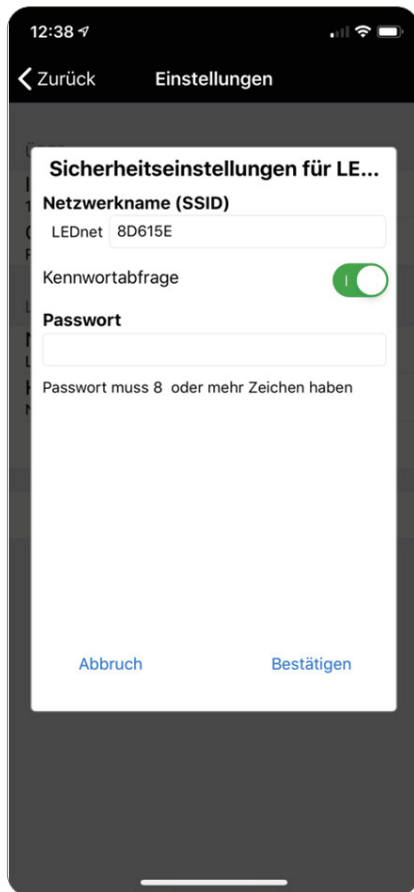 12:38
Zurück Einstellungen
Sicherheitseinstellungen für LE...
Netzwerkname (SSID)
LEDnet 8D615E
Kennwortabfrage
Passwort
Passwort muss 8 oder mehr Zeichen haben
Abbruch Bestätigen